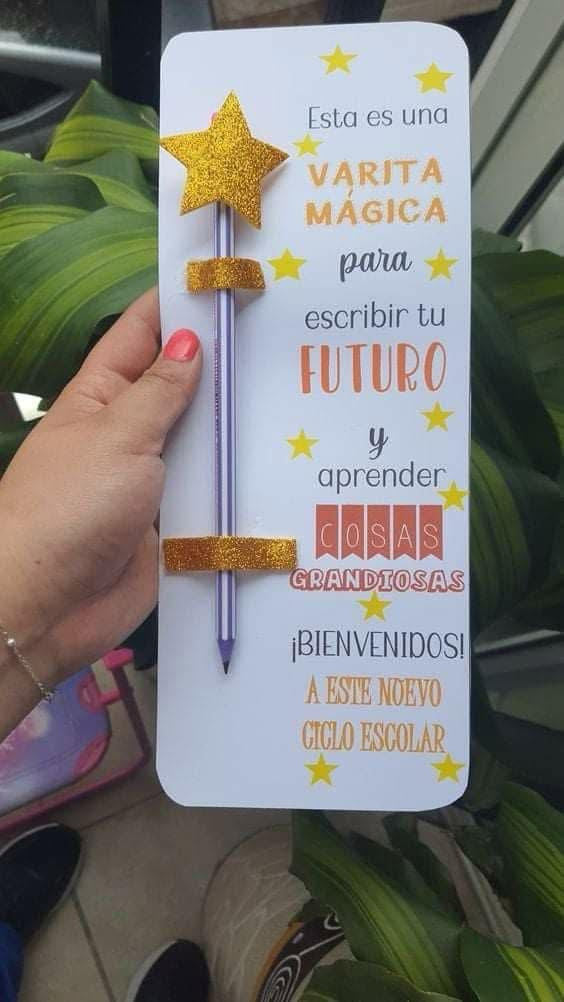 Esta es una
VARITA
MÁGICA
para
escribir tu
FUTURO
y
aprender
COSAS
GRANDIOSAS
¡BIENVENIDOS!
A ESTE NUEVO
CICLO ESCOLAR